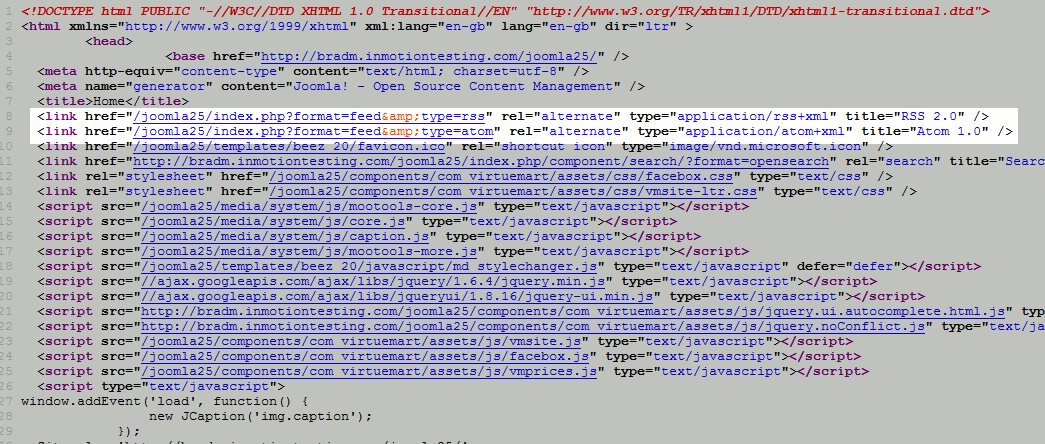 1 <!DOCTYPE html PUBLIC "-//W3C//DTD XHTML 1.0 Transitional//EN" "http://www.w3.org/TR/xhtml1/DTD/xhtml1-transitional.dtd">
2 <html xmlns="http://www.w3.org/1999/xhtml" xml:lang="en-gb" lang="en-gb" dir="ltr" >
3 <head>
4 <base href="http://bradm.inmotiontesting.com/joomla25/" />
5 <meta http-equiv="content-type" content="text/html; charset=utf-8" />
6 <meta name="generator" content="Joomla! - Open Source Content Management" />
7 <title>Home</title>
8 <link href="/joomla25/index.php?format=feed&amp;type=rss" rel="alternate" type="application/rss+xml" title="RSS 2.0" />
9 <link href="/joomla25/index.php?format=feed&amp;type=atom" rel="alternate" type="application/atom+xml" title="Atom 1.0" />
10 <link href="/joomla25/templates/beez_20/favicon.ico" rel="shortcut icon" type="image/vnd.microsoft.icon" />
11 <link href="http://bradm.inmotiontesting.com/joomla25/index.php/component/search/?format=opensearch" rel="search" title="Searc
12 <link rel="stylesheet" href="/joomla25/components/com_virtuemart/assets/css/facebox.css" type="text/css" />
13 <link rel="stylesheet" href="/joomla25/components/com_virtuemart/assets/css/vmsite-ltr.css" type="text/css" />
14 <script src="/joomla25/media/system/js/mootools-core.js" type="text/javascript"></script>
15 <script src="/joomla25/media/system/js/core.js" type="text/javascript"></script>
16 <script src="/joomla25/media/system/js/caption.js" type="text/javascript"></script>
17 <script src="/joomla25/media/system/js/mootools-more.js" type="text/javascript"></script>
18 <script src="/joomla25/templates/beez_20/javascript/md_stylechanger.js" type="text/javascript" defer="defer"></script>
19 <script src="//ajax.googleapis.com/ajax/libs/jquery/1.6.4/jquery.min.js" type="text/javascript"></script>
20 <script src="//ajax.googleapis.com/ajax/libs/jqueryui/1.8.16/jquery-ui.min.js" type="text/javascript"></script>
21 <script src="http://bradm.inmotiontesting.com/joomla25/components/com_virtuemart/assets/js/jquery.ui.autocomplete.html.js" typ
22 <script src="http://bradm.inmotiontesting.com/joomla25/components/com_virtuemart/assets/js/jquery.noConflict.js" type="text/ja
23 <script src="/joomla25/components/com_virtuemart/assets/js/vmsite.js" type="text/javascript"></script>
24 <script src="/joomla25/components/com_virtuemart/assets/js/facebox.js" type="text/javascript"></script>
25 <script src="/joomla25/components/com_virtuemart/assets/js/vmprices.js" type="text/javascript"></script>
26 <script type="text/javascript">
27 window.addEvent('load', function() {
28 new JCaption('img.caption');
29 });